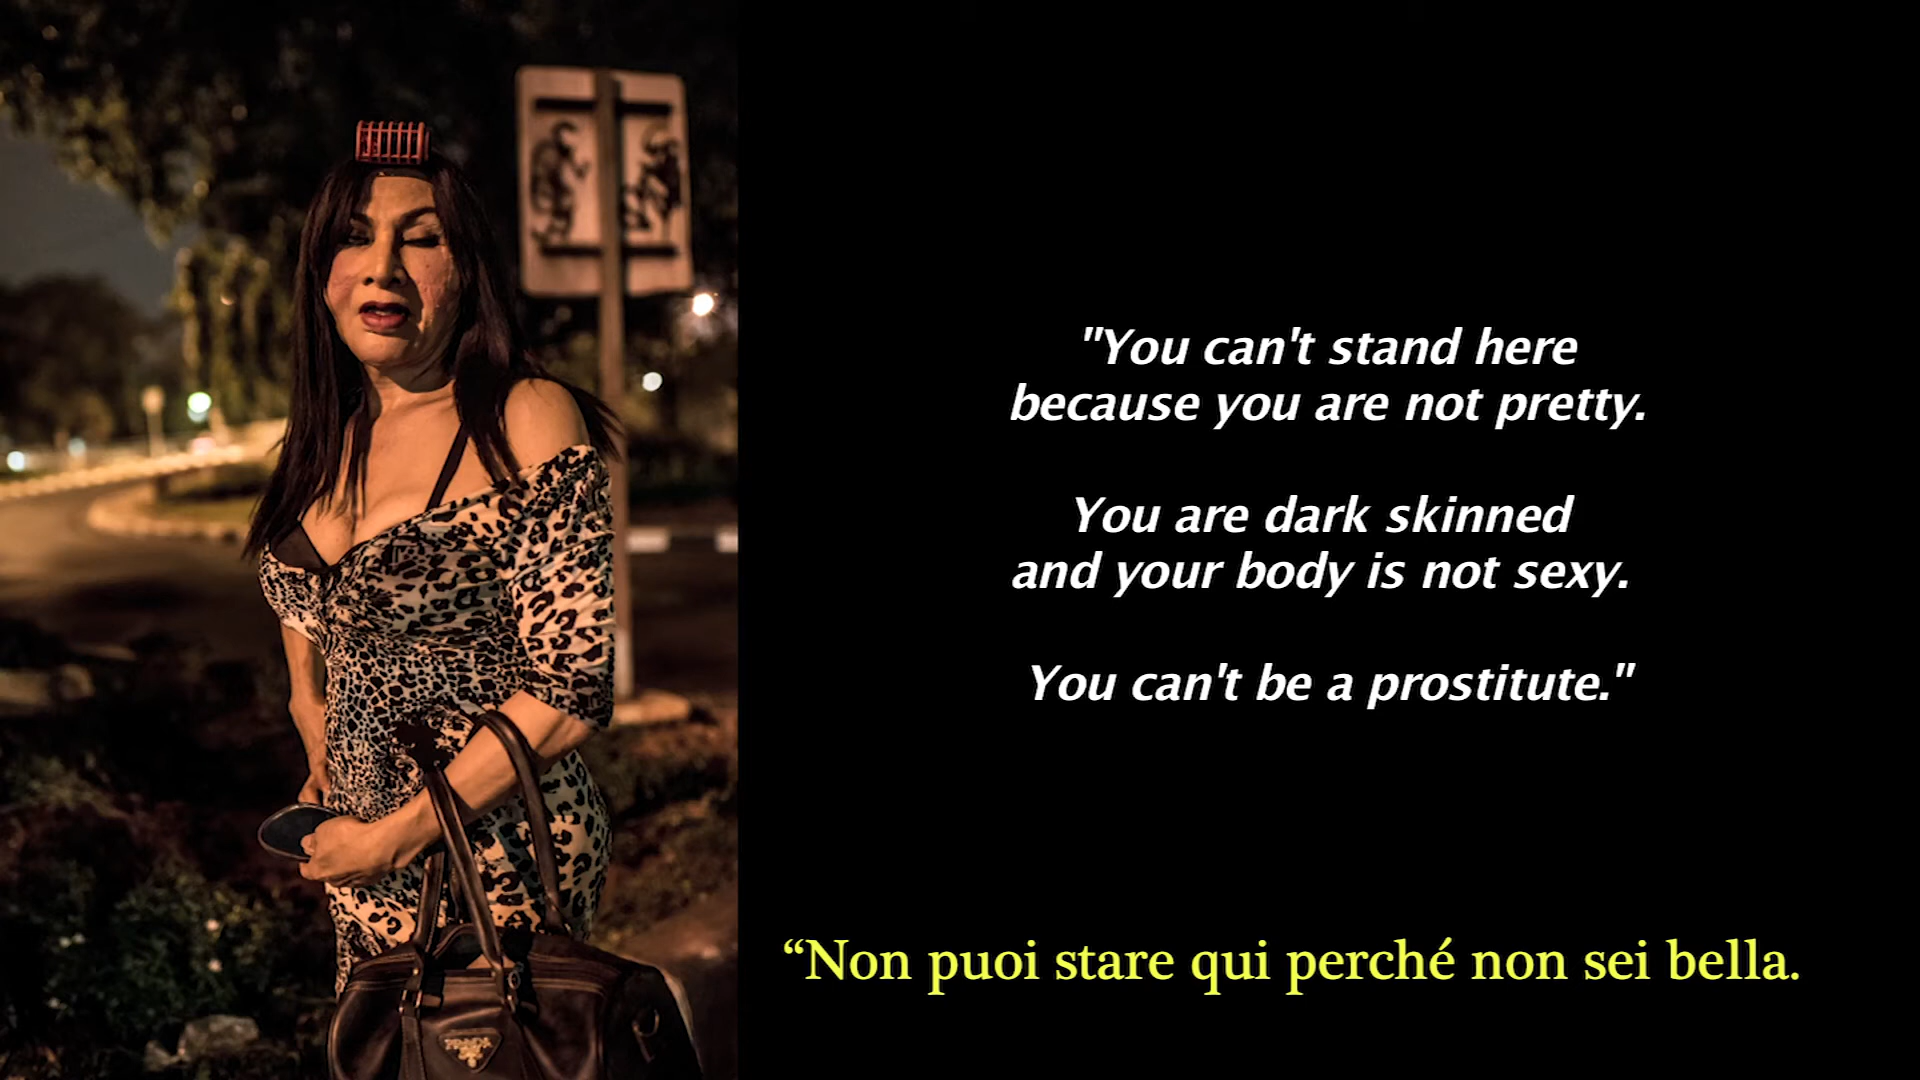 "You can't stand here
because you are not pretty.
You are dark skinned
and your body is not sexy.
You can't be a prostitute."
“Non puoi stare qui perché non sei bella.
PRADA